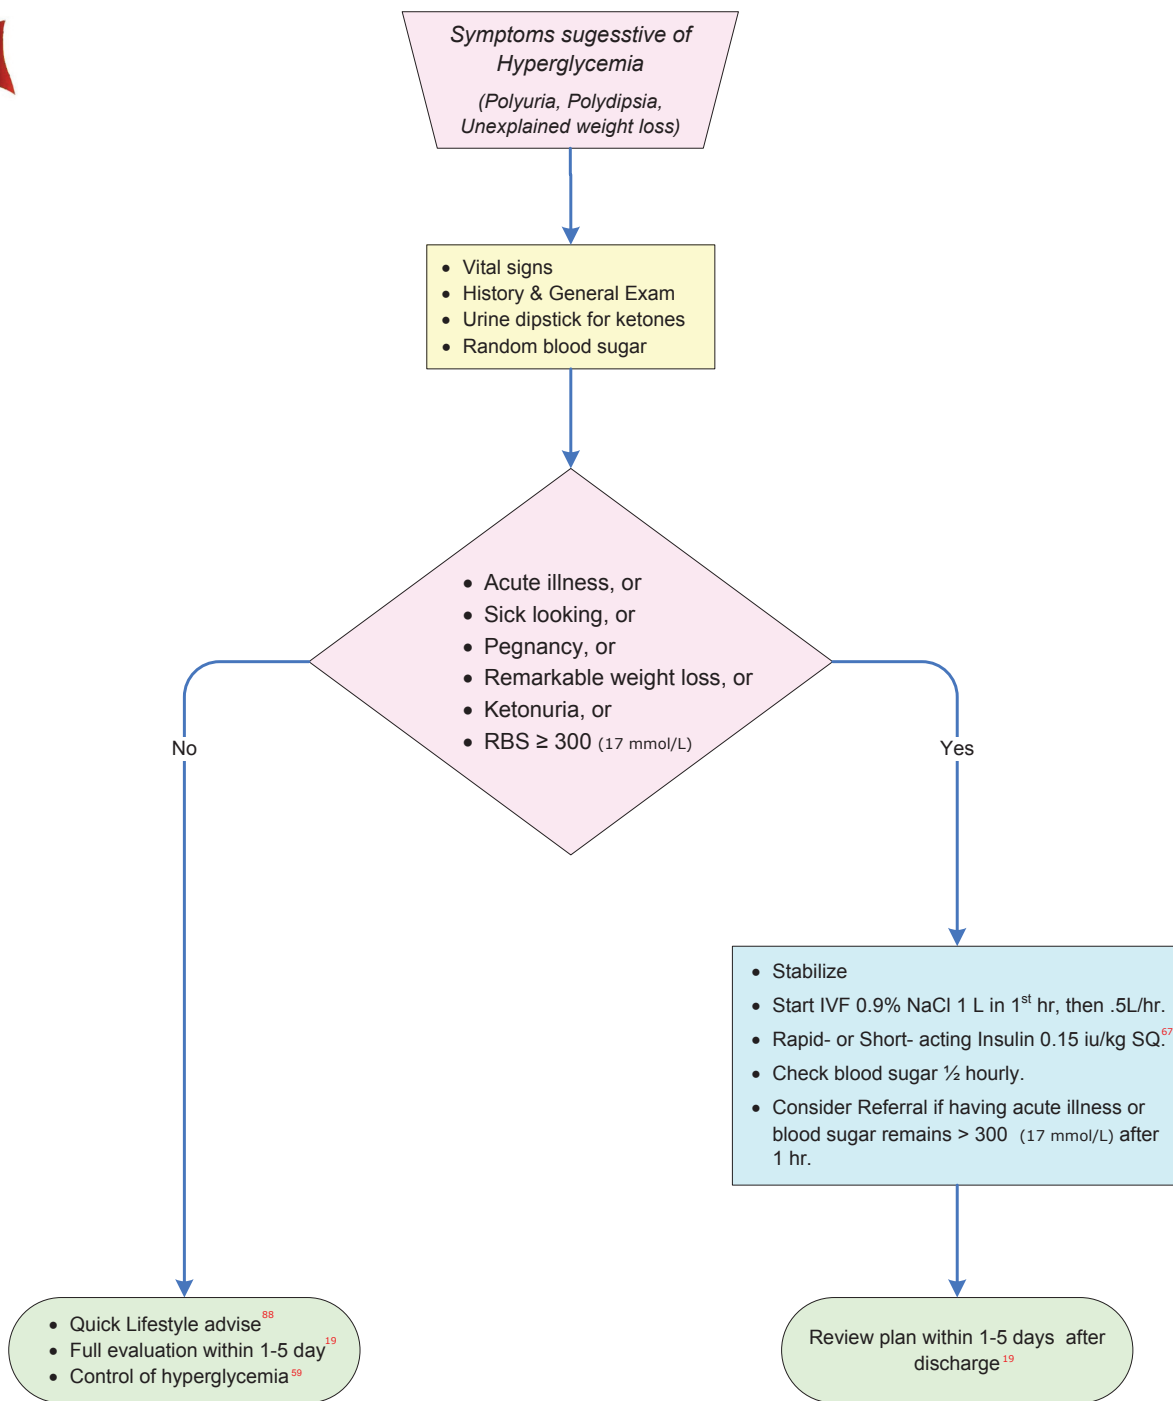 Symptoms sugesstive of
Hyperglycemia
(Polyuria, Polydipsia,
Unexplained weight loss)
• Vital signs
• History & General Exam
• Urine dipstick for ketones
• Random blood sugar
• Acute illness, or
• Sick looking, or
• Pegnancy, or
• Remarkable weight loss, or
• Ketonuria, or
• RBS ≥ 300 (17 mmol/L)
No
Yes
• Stabilize
• Start IVF 0.9% NaCl 1 L in 1st hr, then .5L/hr.
• Rapid- or Short- acting Insulin 0.15 iu/kg SQ.67
• Check blood sugar ½ hourly.
• Consider Referral if having acute illness or
blood sugar remains > 300 (17 mmol/L) after
1 hr.
• Quick Lifestyle advise88
• Full evaluation within 1-5 day19
• Control of hyperglycemia59
Review plan within 1-5 days after
discharge19